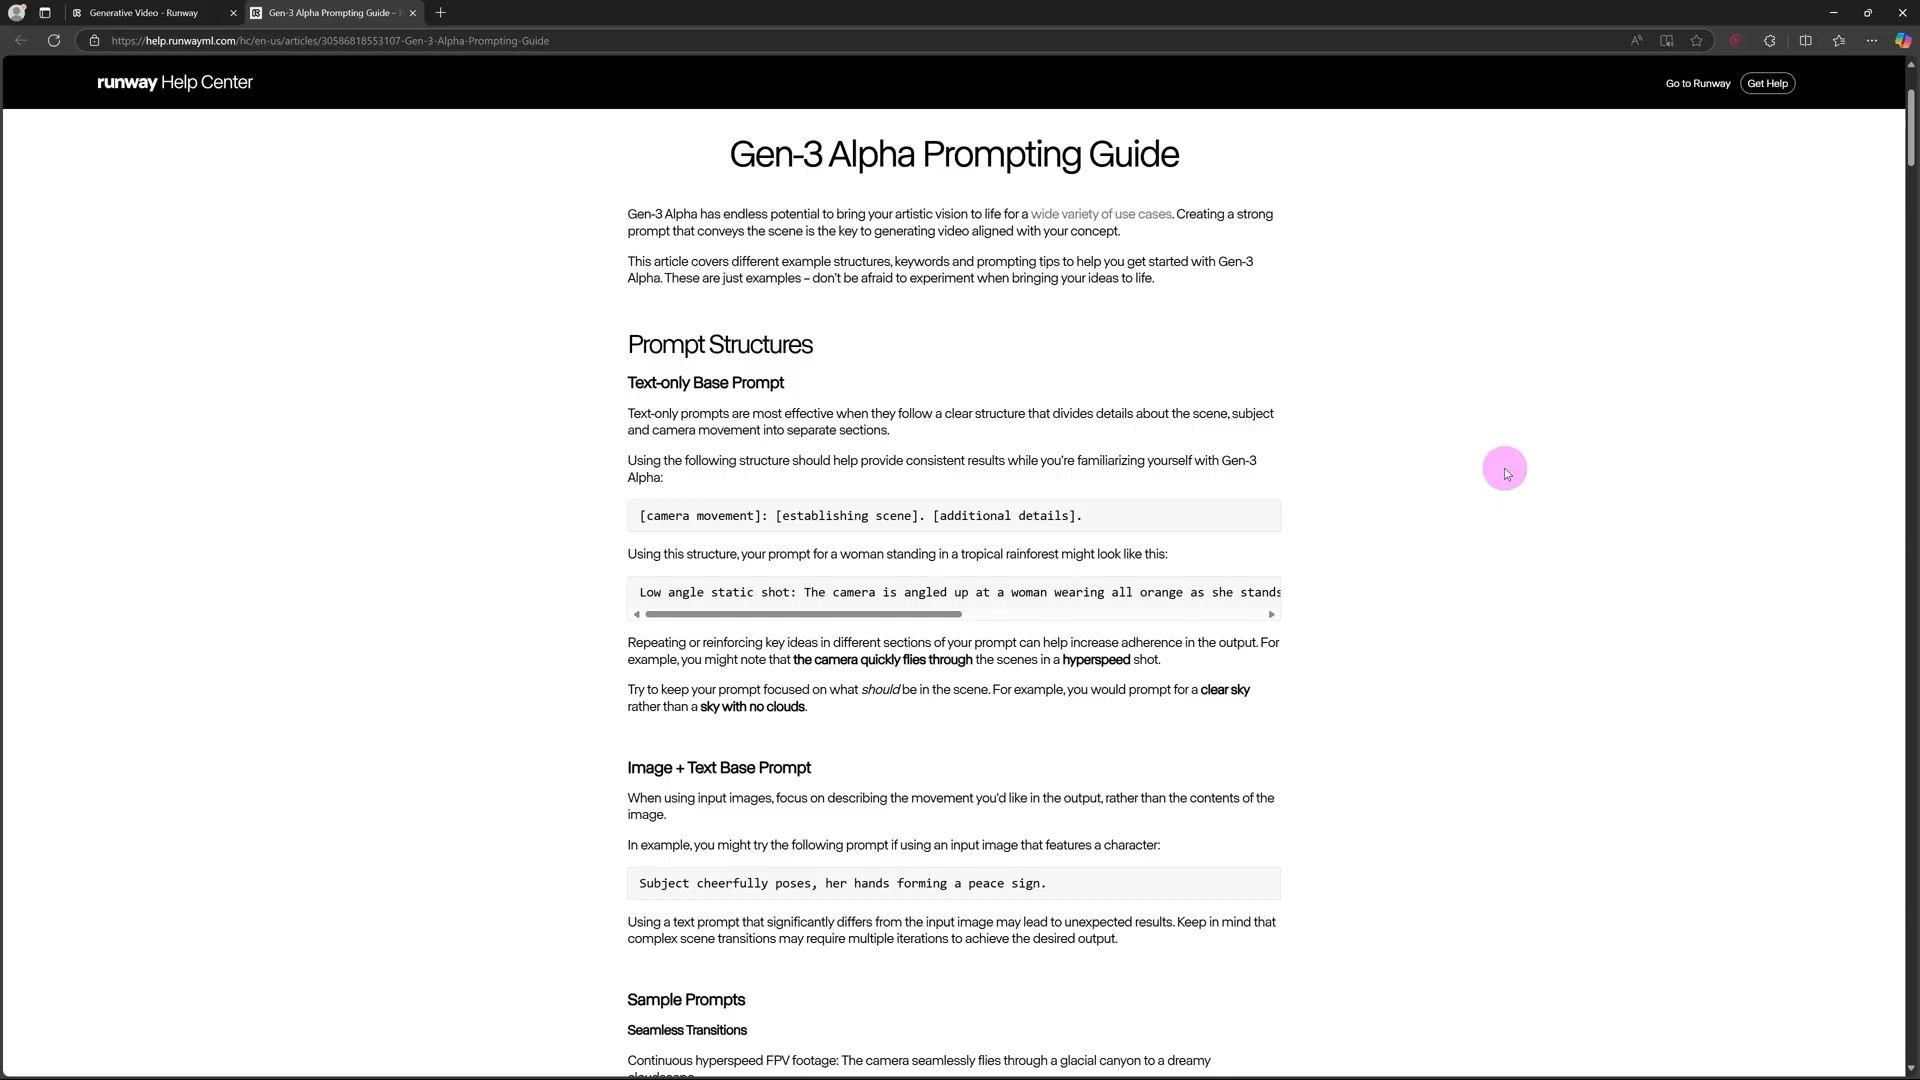 Generative Video - Runway
Gen-3 Alpha Prompting Guide –
https://help.runwayml.com/hc/en-us/articles/30586818553107-Gen-3-Alpha-Prompting-Guide
runway Help Center
Go to Runway
Get Help
Gen-3 Alpha Prompting Guide
Gen-3 Alpha has endless potential to bring your artistic vision to life for a wide variety of use cases. Creating a strong
prompt that conveys the scene is the key to generating video aligned with your concept.
This article covers different example structures, keywords and prompting tips to help you get started with Gen-3
Alpha. These are just examples – don't be afraid to experiment when bringing your ideas to life.
Prompt Structures
Text-only Base Prompt
Text-only prompts are most effective when they follow a clear structure that divides details about the scene, subject
and camera movement into separate sections.
Using the following structure should help provide consistent results while you're familiarizing yourself with Gen-3
Alpha:
[camera movement]: [establishing scene]. [additional details].
Using this structure, your prompt for a woman standing in a tropical rainforest might look like this:
Low angle static shot: The camera is angled up at a woman wearing all orange as she stands
Repeating or reinforcing key ideas in different sections of your prompt can help increase adherence in the output. For
example, you might note that the camera quickly flies through the scenes in a hyperspeed shot.
Try to keep your prompt focused on what should be in the scene. For example, you would prompt for a clear sky
rather than a sky with no clouds.
Image + Text Base Prompt
When using input images, focus on describing the movement you'd like in the output, rather than the contents of the
image.
In example, you might try the following prompt if using an input image that features a character:
Subject cheerfully poses, her hands forming a peace sign.
Using a text prompt that significantly differs from the input image may lead to unexpected results. Keep in mind that
complex scene transitions may require multiple iterations to achieve the desired output.
Sample Prompts
Seamless Transitions
Continuous hyperspeed FPV footage: The camera seamlessly flies through a glacial canyon to a dreamy